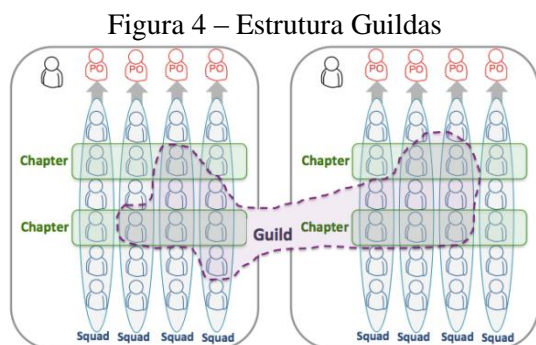 Figura 4 – Estrutura Guildas
PO PO PO PO
PO PO PO PO
Chapter
Chapter
Chapter
Chapter
Guild
Squad Squad Squad Squad
Squad Squad Squad Squad